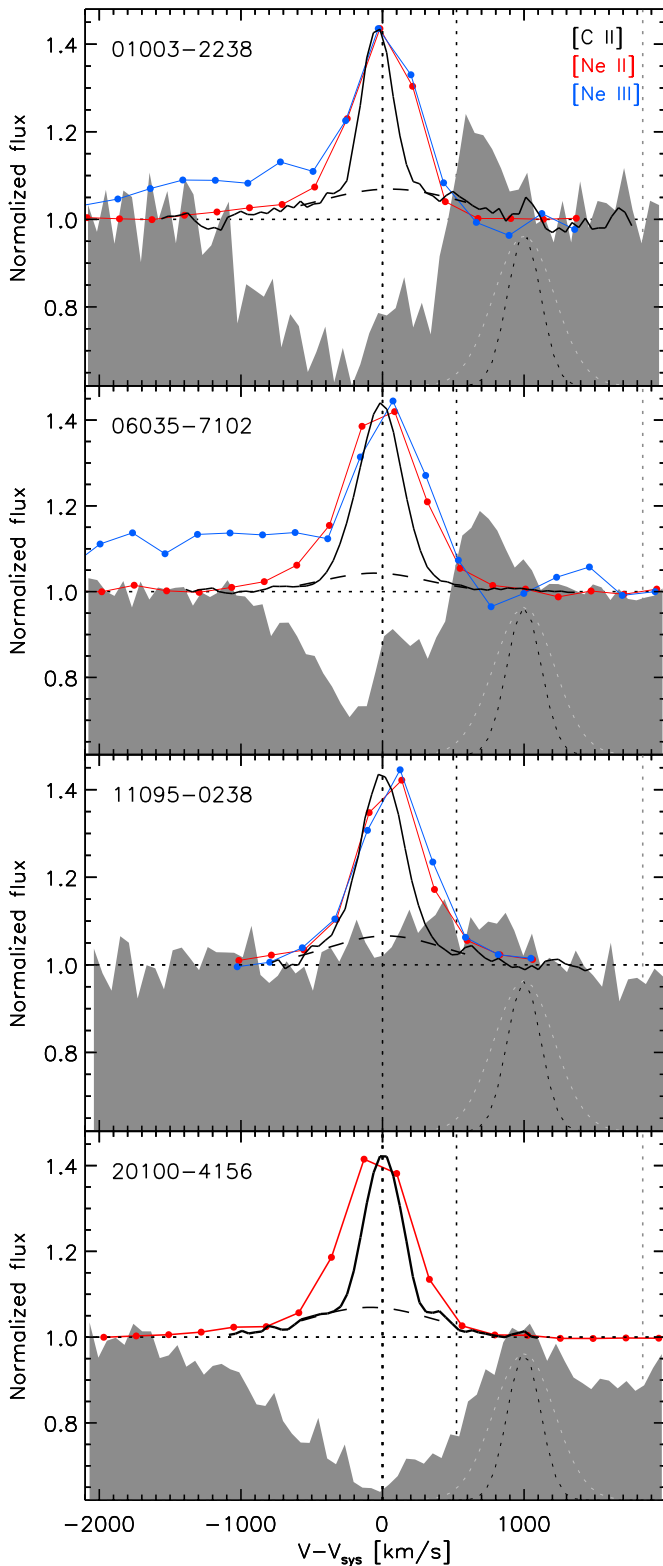 01003−2238
[C II]
[Ne II]
[Ne III]
Normalized flux
1.4
1.2
1.0
0.8
06035−7102
Normalized flux
1.4
1.2
1.0
0.8
11095−0238
Normalized flux
1.4
1.2
1.0
0.8
20100−4156
Normalized flux
1.4
1.2
1.0
0.8
−2000 −1000 0 1000
V−Vsys [km/s]